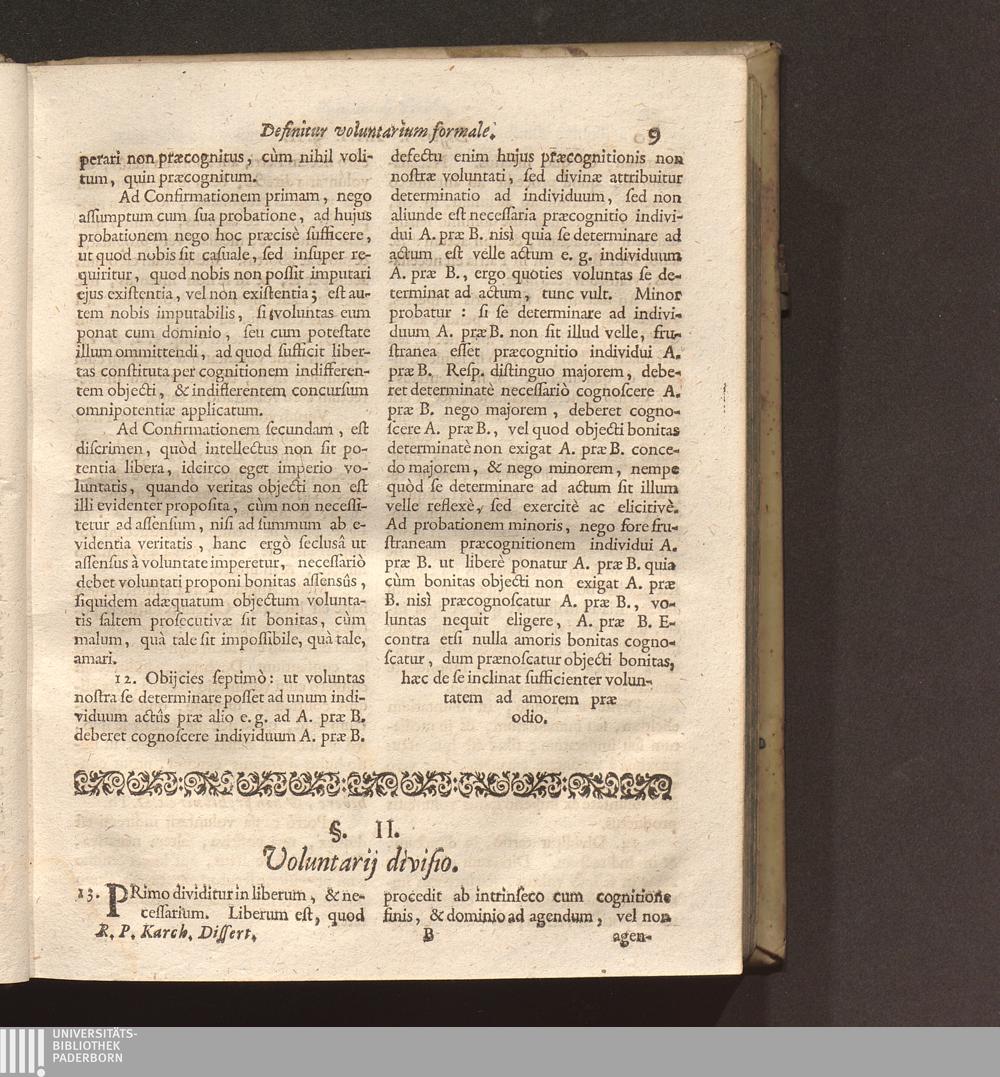 Definitur voluntarium formale. 9
perari non præcognitus, cùm nihil voli-
tum, quin præcognitum.
Ad Confirmationem primam, nego
aſſumptum cum ſua probatione, ad hujus
probationem nego hoc præcisè ſufficere,
ut quod nobis ſit caſuale, ſed inſuper re-
quiritur, quod nobis non poſſit imputari
ejus exiſtentia, vel non exiſtentia; eſt au-
tem nobis imputabilis, ſi voluntas eum
ponat cum dominio, ſeu cum poteſtate
illum ommittendi, ad quod ſufficit liber-
tas conſtituta per cognitionem indifferen-
tem objecti, & indifferentem concurſum
omnipotentiæ applicatum.
Ad Confirmationem ſecundam, eſt
diſcrimen, quòd intellectus non ſit po-
tentia libera, idcirco eget imperio vo-
luntatis, quando veritas objecti non eſt
illi evidenter propoſita, cùm non neceſſi-
tetur ad aſſenſum, niſi ad ſummum ab e-
videntia veritatis, hanc ergò ſecluſâ ut
aſſenſus à voluntate imperetur, neceſſariò
debet voluntati proponi bonitas aſſensûs,
ſiquidem adæquatum objectum volunta-
tis ſaltem proſecutivæ ſit bonitas, cùm
malum, quà tale ſit impoſſibile, quà tale,
amari.
12. Obijcies ſeptimò: ut voluntas
noſtra ſe determinare poſſet ad unum indi-
viduum actûs præ alio e. g. ad A. præ B.
deberet cognoſcere individuum A. præ B.
defectu enim hujus præcognitionis non
noſtræ voluntati, ſed divinæ attribuitur
determinatio ad individuum, ſed non
aliunde eſt neceſſaria præcognitio indivi-
dui A. præ B. nisì quia ſe determinare ad
actum eſt velle actum e. g. individuum
A. præ B., ergo quoties voluntas ſe de-
terminat ad actum, tunc vult. Minor
probatur : ſi ſe determinare ad indivi-
duum A. præ B. non ſit illud velle, fru-
ſtranea eſſet præcognitio individui A.
præ B. Reſp. diſtinguo majorem, debe-
ret determinatè neceſſariò cognoſcere A.
præ B. nego majorem, deberet cogno-
ſcere A. præ B., vel quod objecti bonitas
determinatè non exigat A. præ B. conce-
do majorem, & nego minorem, nempe
quòd ſe determinare ad actum ſit illum
velle reflexè, ſed exercitè ac elicitivè.
Ad probationem minoris, nego fore fru-
ſtraneam præcognitionem individui A.
præ B. ut liberè ponatur A. præ B. quia
cùm bonitas objecti non exigat A. præ
B. nisì præcognoſcatur A. præ B., vo-
luntas nequit eligere, A. præ B. E-
contra etſi nulla amoris bonitas cogno-
ſcatur, dum prænoſcatur objecti bonitas,
hæc de ſe inclinat ſufficienter volun-
tatem ad amorem præ
odio.
§. II.
Voluntarij diviſio.
13. PRimo dividitur in liberum, & ne-
ceſſarium. Liberum eſt, quod
procedit ab intrinſeco cum cognitione
finis, & dominio ad agendum, vel non
R. P. Karch. Diſſert. B agen-
UNIVERSITÄTS-
BIBLIOTHEK
PADERBORN